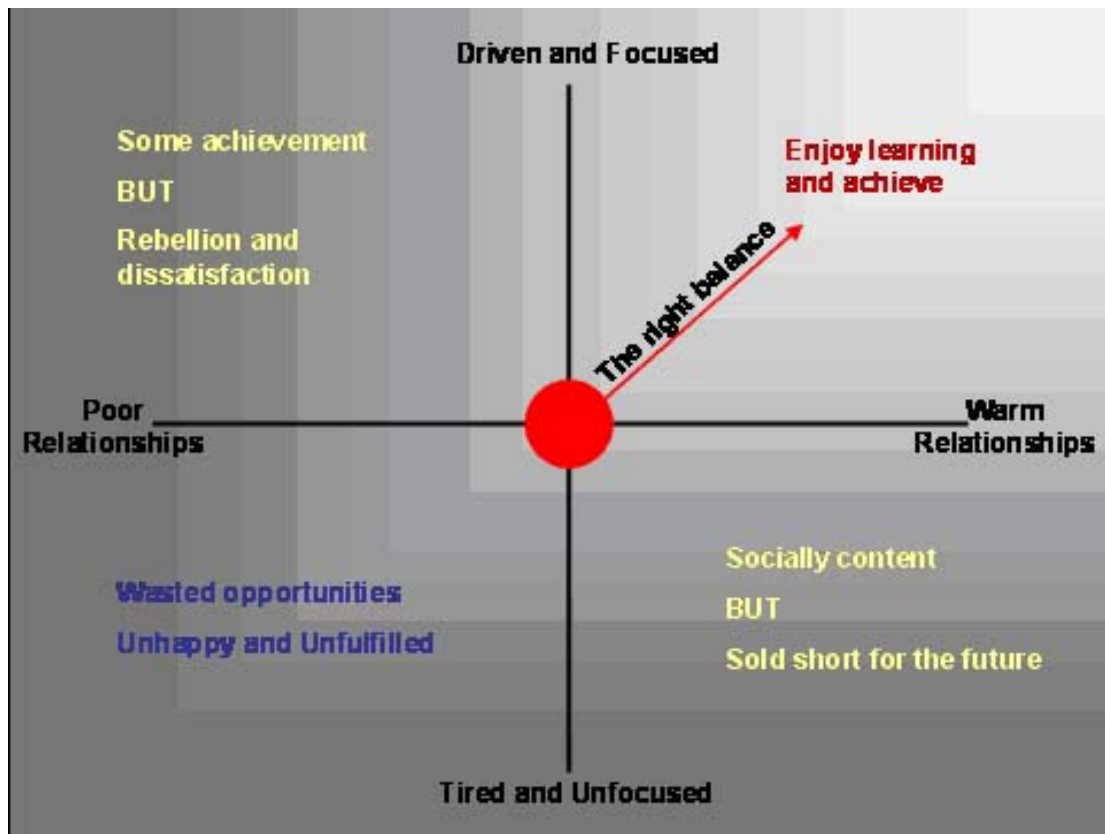 Driven and Focused
Some achievement
BUT
Rebellion and
dissatisfaction
Enjoy learning
and achieve
The right balance
Poor
Relationships
Warm
Relationships
Wasted opportunities
Unhappy and Unfulfilled
Socially content
BUT
Sold short for the future
Tired and Unfocused